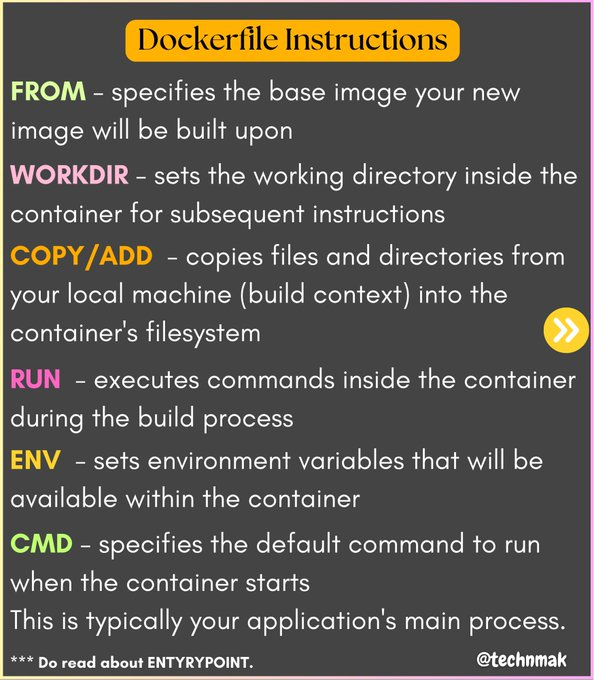 Dockerfile Instructions
FROM – specifies the base image your new
image will be built upon
WORKDIR – sets the working directory inside the
container for subsequent instructions
COPY/ADD – copies files and directories from
your local machine (build context) into the
container's filesystem
RUN – executes commands inside the container
during the build process
ENV – sets environment variables that will be
available within the container
CMD – specifies the default command to run
when the container starts
This is typically your application's main process.
*** Do read about ENTYRYPOINT.
@technmak